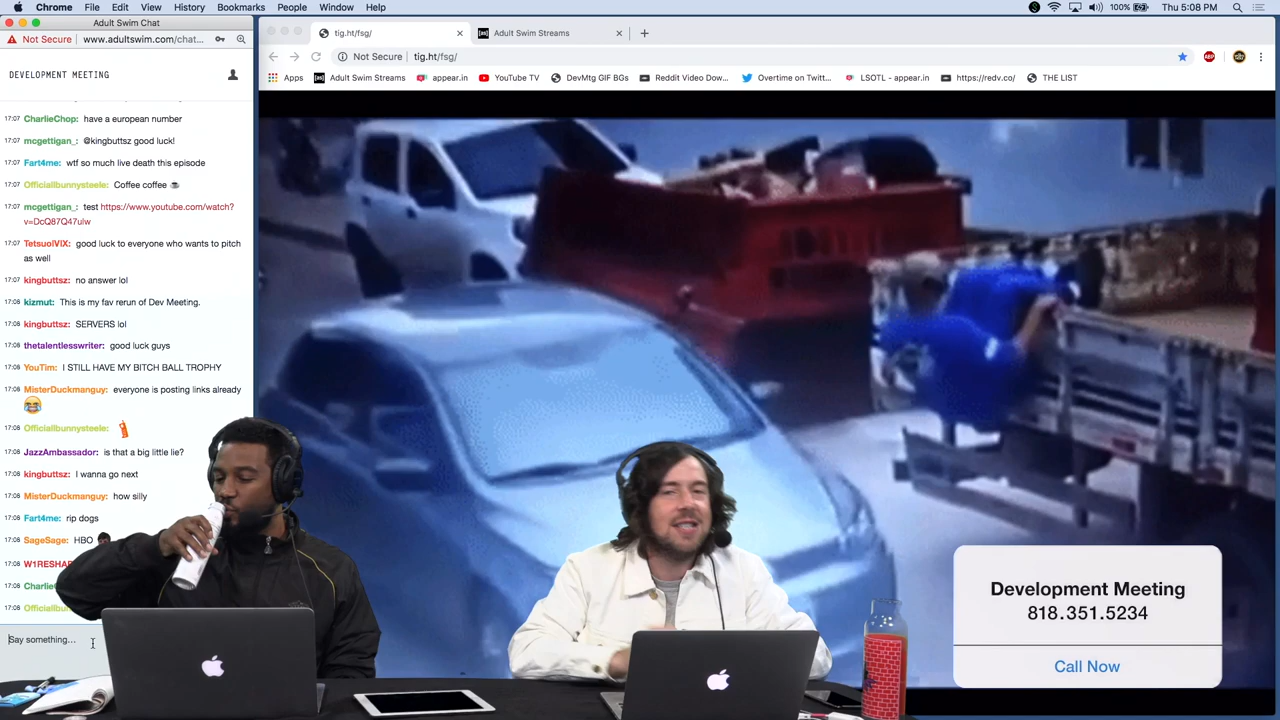 Chrome File Edit View History Bookmarks People Window Help
100% Thu 5:08 PM
Adult Swim Chat
Not Secure www.adultswim.com/chat...
DEVELOPMENT MEETING
17:07 CharlieChop: have a european number
17:07 mcgettigan_: @kingbuttsz good luck!
17:07 Fart4me: wtf so much live death this episode
17:07 Officiallbunnysteele: Coffee coffee ☕
17:07 mcgettigan_: test https://www.youtube.com/watch?
v=DcQ87Q47ulw
17:07 TetsuoIVIX: good luck to everyone who wants to pitch
as well
17:08 kingbuttsz: no answer lol
17:08 kizmut: This is my fav rerun of Dev Meeting.
17:08 kingbuttsz: SERVERS lol
17:08 thetalentlesswriter: good luck guys
17:08 YouTim: I STILL HAVE MY BITCH BALL TROPHY
17:08 MisterDuckmanguy: everyone is posting links already
😂
17:08 Officiallbunnysteele:
17:08 JazzAmbassador: is that a big little lie?
17:08 kingbuttsz: I wanna go next
17:08 MisterDuckmanguy: how silly
17:08 Fart4me: rip dogs
17:08 SageSage: HBO
17:08
17:08
17:08
Say something...
tig.ht/fsg/
Adult Swim Streams
Not Secure tig.ht/fsg/
Apps Adult Swim Streams appear.in YouTube TV DevMtg GIF BGs Reddit Video Dow... Overtime on Twitt... LSOTL - appear.in https://redv.co/ THE LIST
ABP
Development Meeting
818.351.5234
Call Now